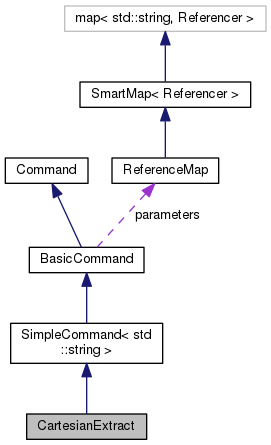 map< std::string, Referencer >
SmartMap< Referencer >
Command
ReferenceMap
parameters
BasicCommand
SimpleCommand< std
::string >
CartesianExtract